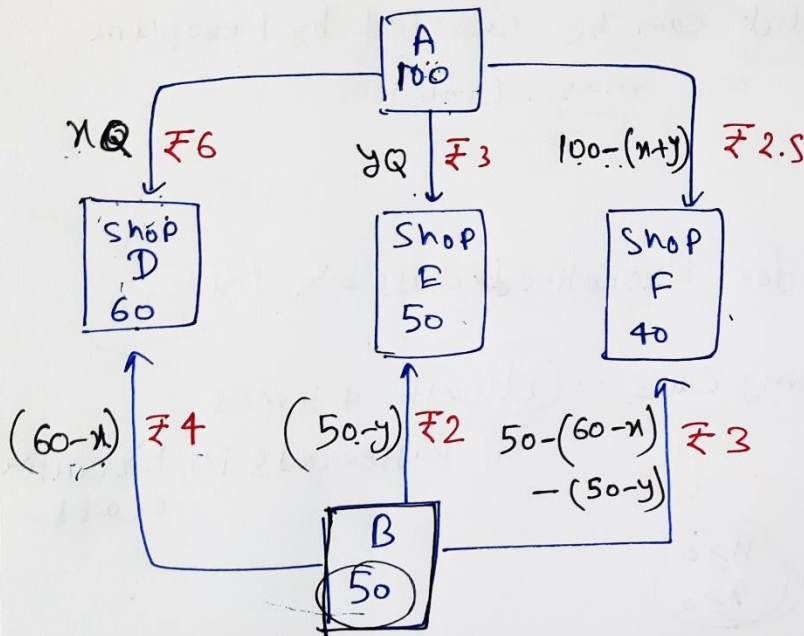 A
100
xQ
₹6
yQ
₹3
100-(x+y)
₹2.5
Shop
D
60
Shop
E
50
Shop
F
40
(60-x)
₹4
(50-y)
₹2
50-(60-x)
-(50-y)
₹3
B
50